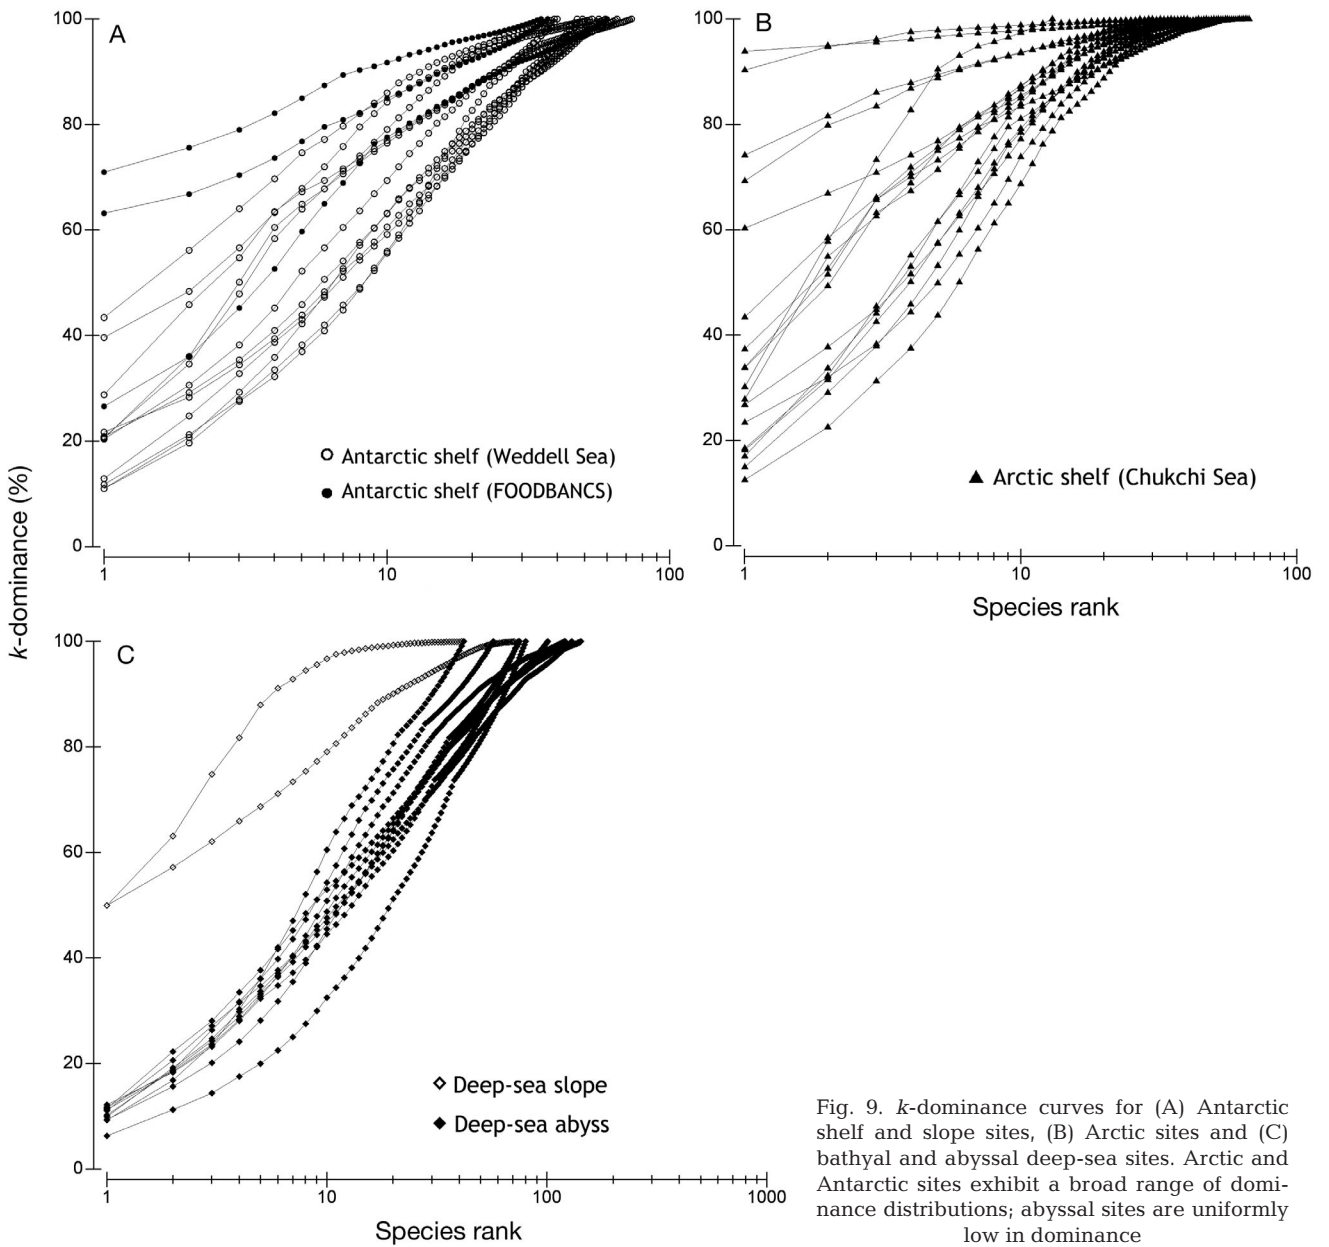 A
100
80
60
40
20
0
Antarctic shelf (Weddell Sea)
Antarctic shelf (FOODBANCS)
1
10
100
B
100
80
60
40
20
0
Arctic shelf (Chukchi Sea)
1
10
100
Species rank
k-dominance (%)
C
100
80
60
40
20
0
Deep-sea slope
Deep-sea abyss
1
10
100
1000
Species rank
Fig. 9. k-dominance curves for (A) Antarctic
shelf and slope sites, (B) Arctic sites and (C)
bathyal and abyssal deep-sea sites. Arctic and
Antarctic sites exhibit a broad range of domi-
nance distributions; abyssal sites are uniformly
low in dominance